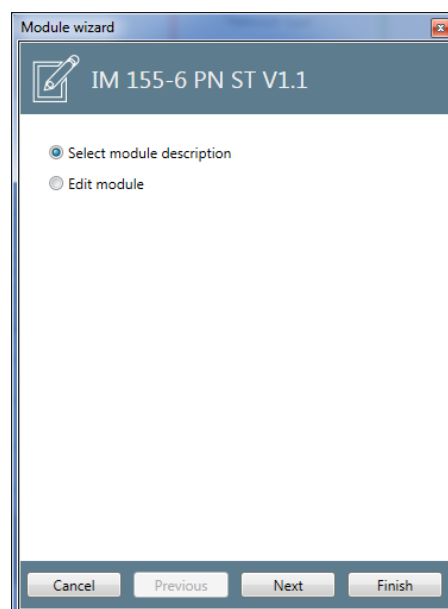 Module wizard
IM 155-6 PN ST V1.1
Select module description
Edit module
Cancel Previous Next Finish